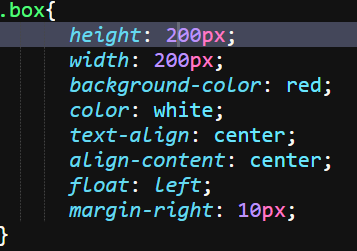 .box{
height: 200px;
width: 200px;
background-color: red;
color: white;
text-align: center;
align-content: center;
float: left;
margin-right: 10px;
}